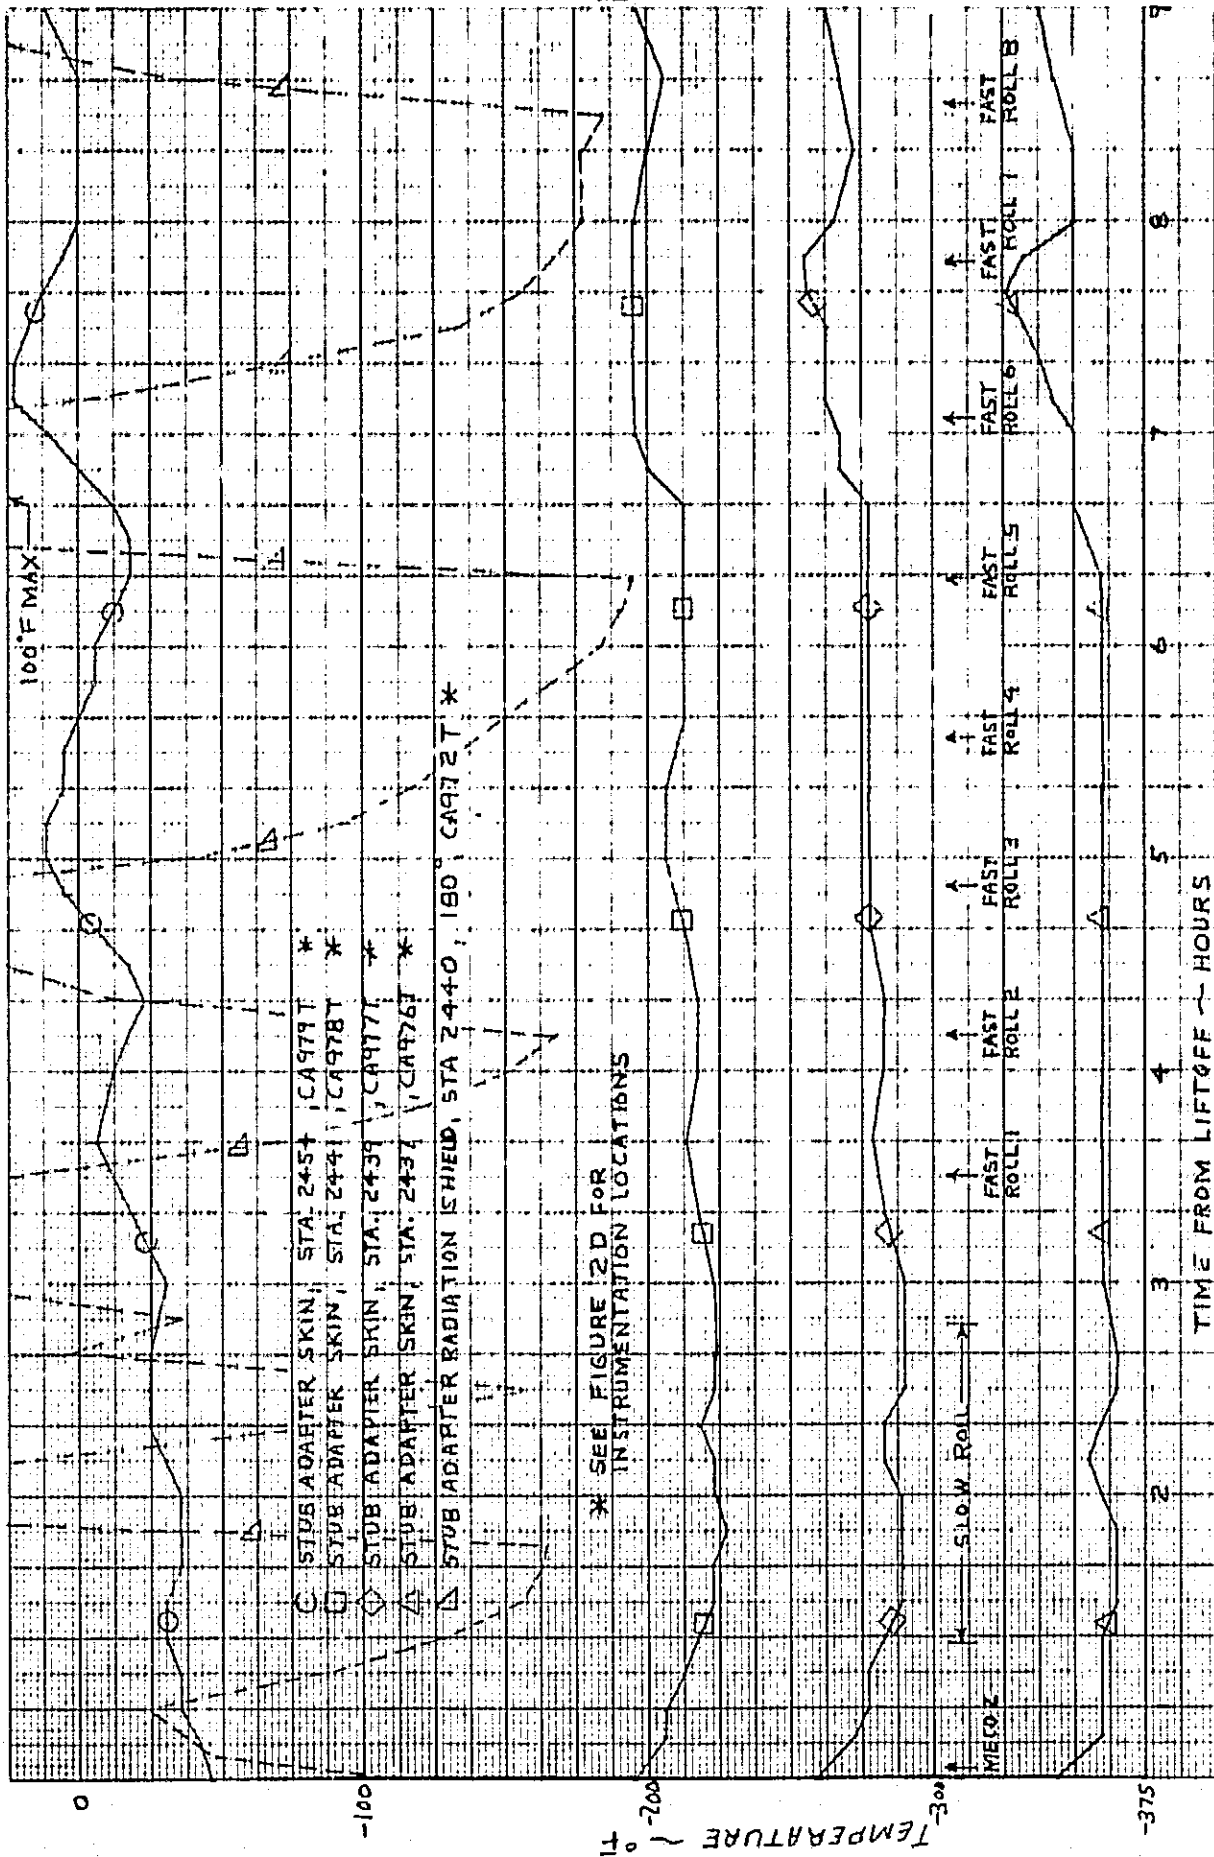 100°F MAX
STUB ADAPTER SKIN, STA. 2454, CA979T *
STUB ADAPTER SKIN, STA. 2441, CA978T *
STUB ADAPTER SKIN, STA. 2439, CA977T *
STUB ADAPTER SKIN, STA. 2437, CA976T *
STUB ADAPTER RADIATION SHIELD, STA 2440, 180°, CA972T *
* SEE FIGURE 2D FOR
INSTRUMENTATION LOCATIONS
MECO2
SLOW ROLL
FAST
ROLL 1
FAST
ROLL 2
FAST
ROLL 3
FAST
ROLL 4
FAST
ROLL 5
FAST
ROLL 6
FAST
ROLL 7
FAST
ROLL 8
0
-100
-200
-300
-375
TEMPERATURE ~ °F
2 3 4 5 6 7 8 9
TIME FROM LIFTOFF ~ HOURS